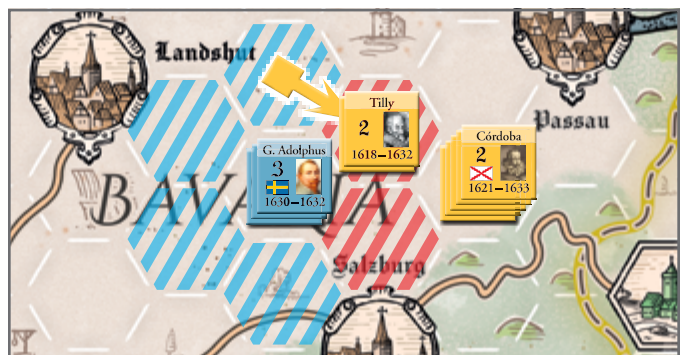 Landshut
Passau
Tilly
2
1618–1632
G. Adolphus
3
1630–1632
Córdoba
2
1621–1633
BAVARIA
Salzburg